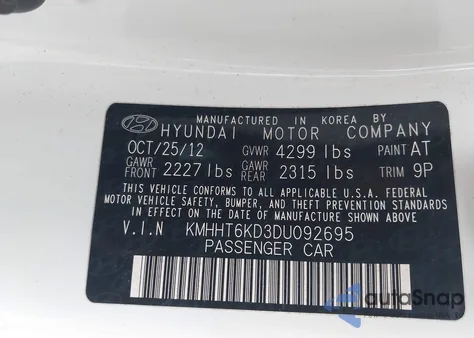 MANUFACTURED IN KOREA BY
HYUNDAI MOTOR COMPANY
OCT/25/12 GVWR 4299 lbs PAINT AT
GAWR FRONT 2227 lbs GAWR REAR 2315 lbs TRIM 9P
THIS VEHICLE CONFORMS TO ALL APPLICABLE U.S.A. FEDERAL
MOTOR VEHICLE SAFETY, BUMPER, AND THEFT PREVENTION
STANDARDS IN EFFECT ON THE DATE OF MANUFACTURE SHOWN ABOVE.
V.I.N KMHHT6KD3DU092695
PASSENGER CAR
autoSnap